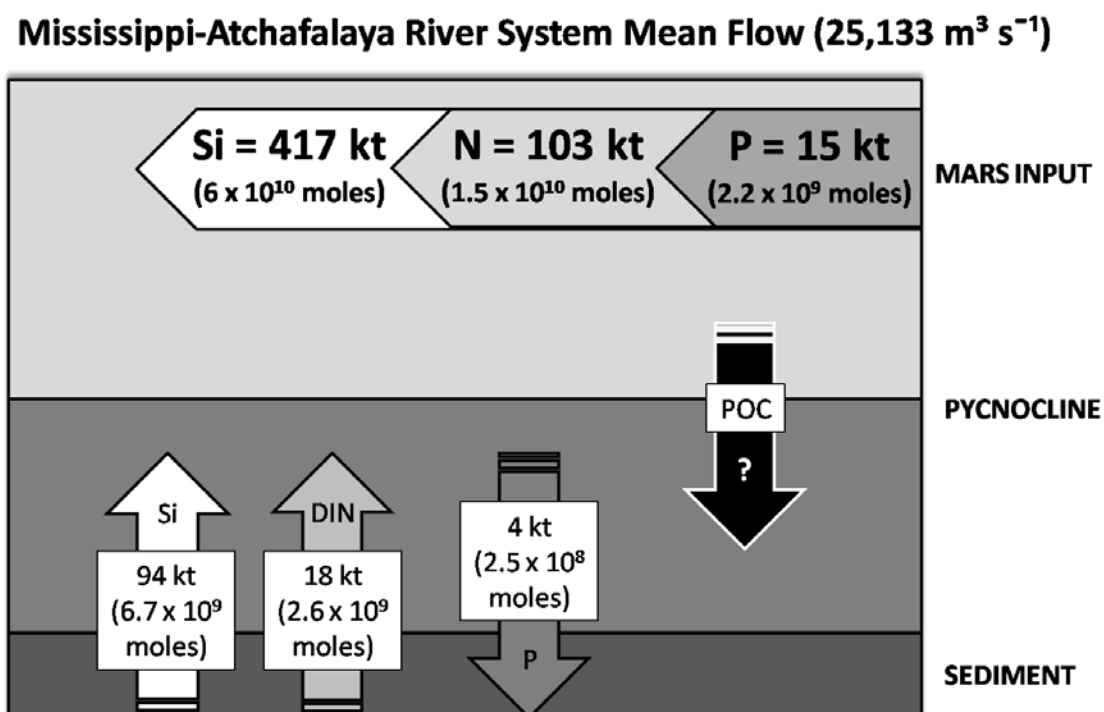 Mississippi-Atchafalaya River System Mean Flow (25,133 m³ s⁻¹)
Si = 417 kt
(6 x 10¹⁰ moles)
N = 103 kt
(1.5 x 10¹⁰ moles)
P = 15 kt
(2.2 x 10⁹ moles)
MARS INPUT
POC
?
PYCNOCLINE
Si
94 kt
(6.7 x 10⁹
moles)
DIN
18 kt
(2.6 x 10⁹
moles)
4 kt
(2.5 x 10⁸
moles)
P
SEDIMENT